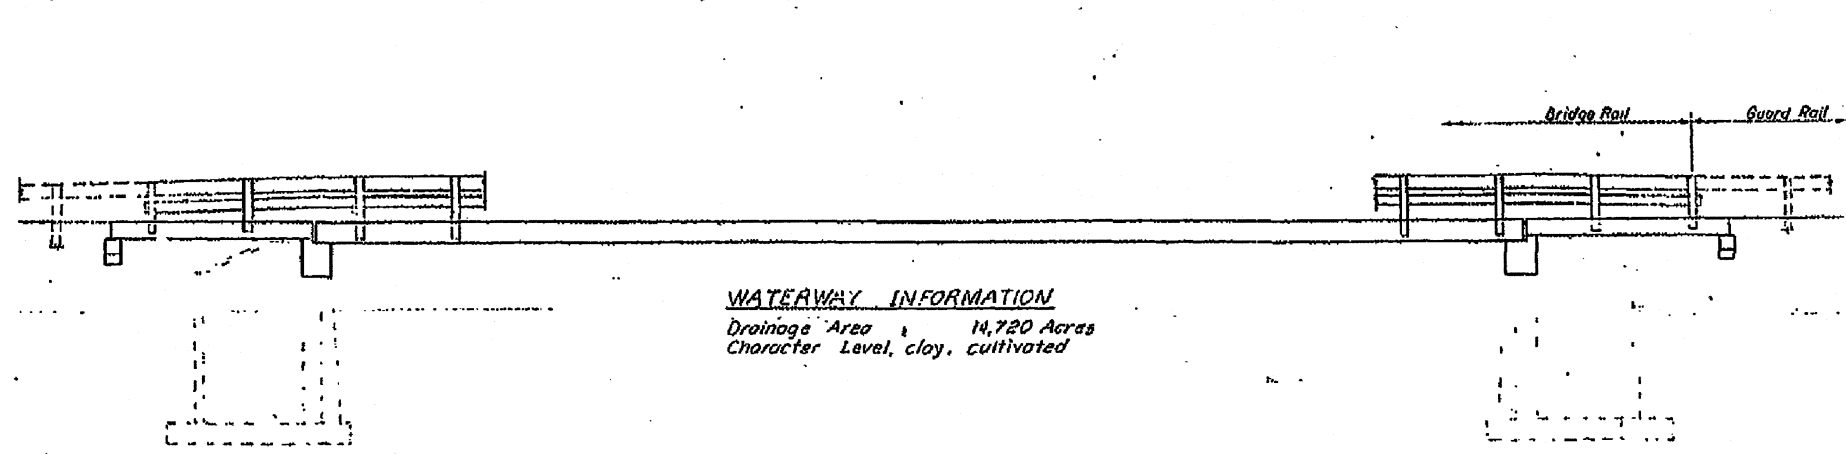 Bridge Rail
Guard Rail
WATERWAY INFORMATION
Drainage Area 14,720 Acres
Character Level, clay, cultivated